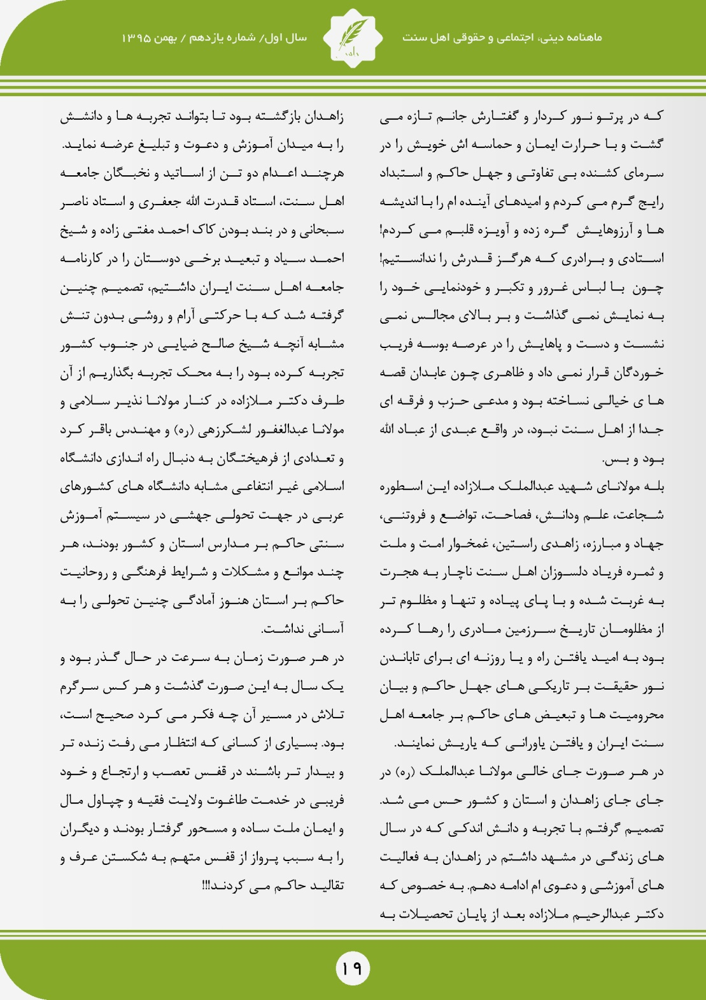 ماهنامه دینی، اجتماعی و حقوقی اهل سنت
سال اول/ شماره یازدهم / بهمن ۱۳۹۵
که در پرتو نور کردار و گفتارش جانم تازه می
گشت و با حرارت ایمان و حماسه اش خویش را در
سرمای کشنده بی تفاوتی و جهل حاکم و استبداد
رایج گرم می کردم و امیدهای آینده ام را با اندیشه
ها و آرزوهایش گره زده و آویزه قلبم می کردم!
استادی و برادری که هرگز قدرش را ندانستیم!
چون با لباس غرور و تکبر و خودنمایی خود را
به نمایش نمی گذاشت و بر بالای مجالس نمی
نشست و دست و پاهایش را در عرصه بوسه فریب
خوردگان قرار نمی داد و ظاهری چون عابدان قصه
ها ی خیالی نساخته بود و مدعی حزب و فرقه ای
جدا از اهل سنت نبود، در واقع عبدی از عباد الله
بود و بس.
بله مولانای شهید عبدالملک ملازاده این اسطوره
شجاعت، علم ودانش، فصاحت، تواضع و فروتنی،
جهاد و مبارزه، زاهدی راستین، غمخوار امت و ملت
و ثمره فریاد دلسوزان اهل سنت ناچار به هجرت
به غربت شده و با پای پیاده و تنها و مظلوم تر
از مظلومان تاریخ سرزمین مادری را رها کرده
بود به امید یافتن راه و یا روزنه ای برای تاباندن
نور حقیقت بر تاریکی های جهل حاکم و بیان
محرومیت ها و تبعیض های حاکم بر جامعه اهل
سنت ایران و یافتن یاورانی که یاریش نمایند.
در هر صورت جای خالی مولانا عبدالملک (ره) در
جای جای زاهدان و استان و کشور حس می شد.
تصمیم گرفتم با تجربه و دانش اندکی که در سال
های زندگی در مشهد داشتم در زاهدان به فعالیت
های آموزشی و دعوی ام ادامه دهم. به خصوص که
دکتر عبدالرحیم ملازاده بعد از پایان تحصیلات به
زاهدان بازگشته بود تا بتواند تجربه ها و دانشش
را به میدان آموزش و دعوت و تبلیغ عرضه نماید.
هرچند اعدام دو تن از اساتید و نخبگان جامعه
اهل سنت، استاد قدرت الله جعفری و استاد ناصر
سبحانی و در بند بودن کاک احمد مفتی زاده و شیخ
احمد سیاد و تبعید برخی دوستان را در کارنامه
جامعه اهل سنت ایران داشتیم، تصمیم چنین
گرفته شد که با حرکتی آرام و روشی بدون تنش
مشابه آنچه شیخ صالح ضیایی در جنوب کشور
تجربه کرده بود را به محک تجربه بگذاریم از آن
طرف دکتر ملازاده در کنار مولانا نذیر سلامی و
مولانا عبدالغفور لشکرزهی (ره) و مهندس باقر کرد
و تعدادی از فرهیختگان به دنبال راه اندازی دانشگاه
اسلامی غیر انتفاعی مشابه دانشگاه های کشورهای
عربی در جهت تحولی جهشی در سیستم آموزش
سنتی حاکم بر مدارس استان و کشور بودند، هر
چند موانع و مشکلات و شرایط فرهنگی و روحانیت
حاکم بر استان هنوز آمادگی چنین تحولی را به
آسانی نداشت.
در هر صورت زمان به سرعت در حال گذر بود و
یک سال به این صورت گذشت و هر کس سرگرم
تلاش در مسیر آن چه فکر می کرد صحیح است،
بود. بسیاری از کسانی که انتظار می رفت زنده تر
و بیدار تر باشند در قفس تعصب و ارتجاع و خود
فریبی در خدمت طاغوت ولایت فقیه و چپاول مال
و ایمان ملت ساده و مسحور گرفتار بودند و دیگران
را به سبب پرواز از قفس متهم به شکستن عرف و
تقالید حاکم می کردند!!!
۱۹